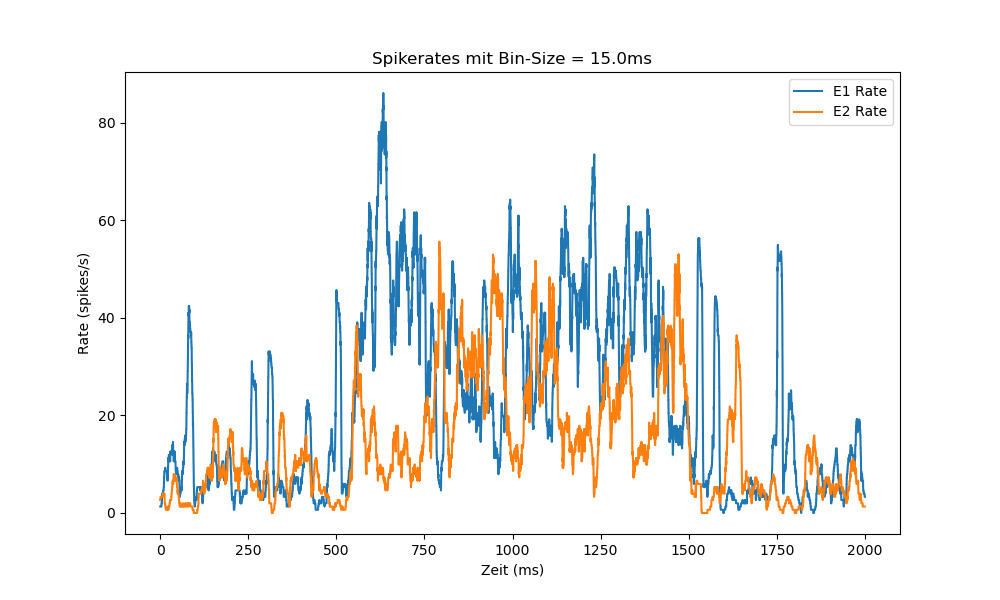 Spikerates mit Bin-Size = 15.0ms
E1 Rate
E2 Rate
Rate (spikes/s)
80
60
40
20
0
0 250 500 750 1000 1250 1500 1750 2000
Zeit (ms)